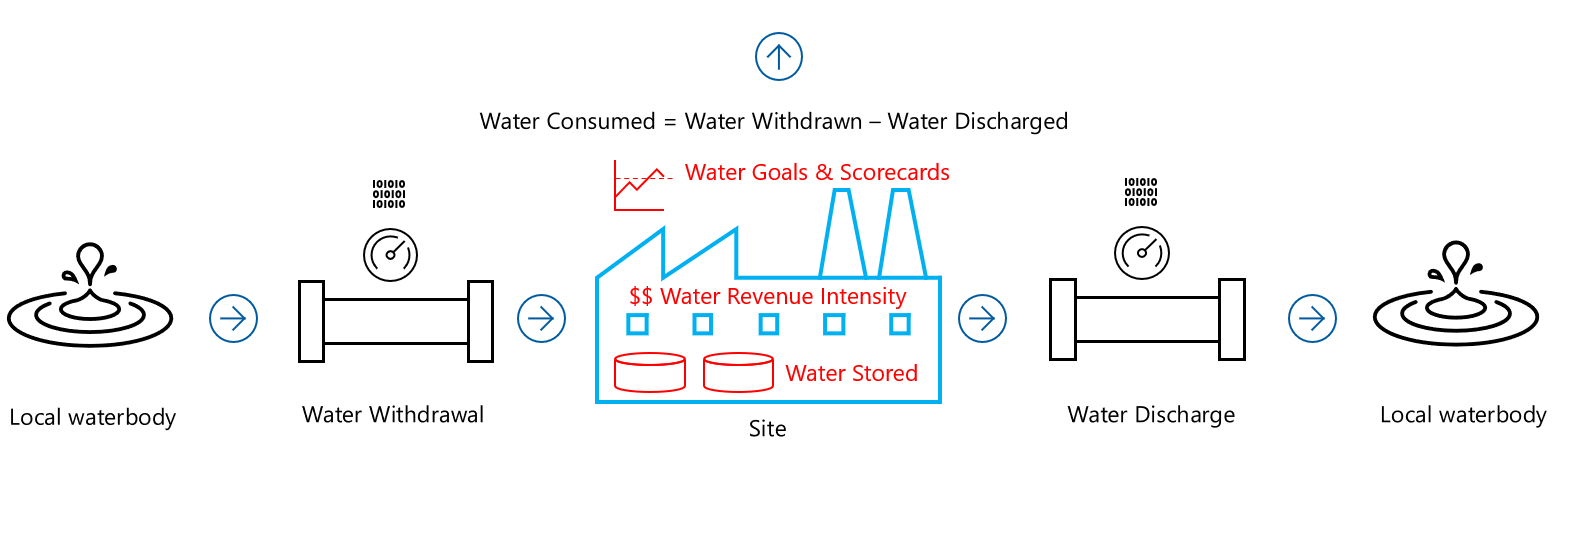 Water Consumed = Water Withdrawn – Water Discharged
Water Goals & Scorecards
101010
010101
101010
101010
010101
101010
$$ Water Revenue Intensity
Water Stored
Local waterbody
Water Withdrawal
Site
Water Discharge
Local waterbody